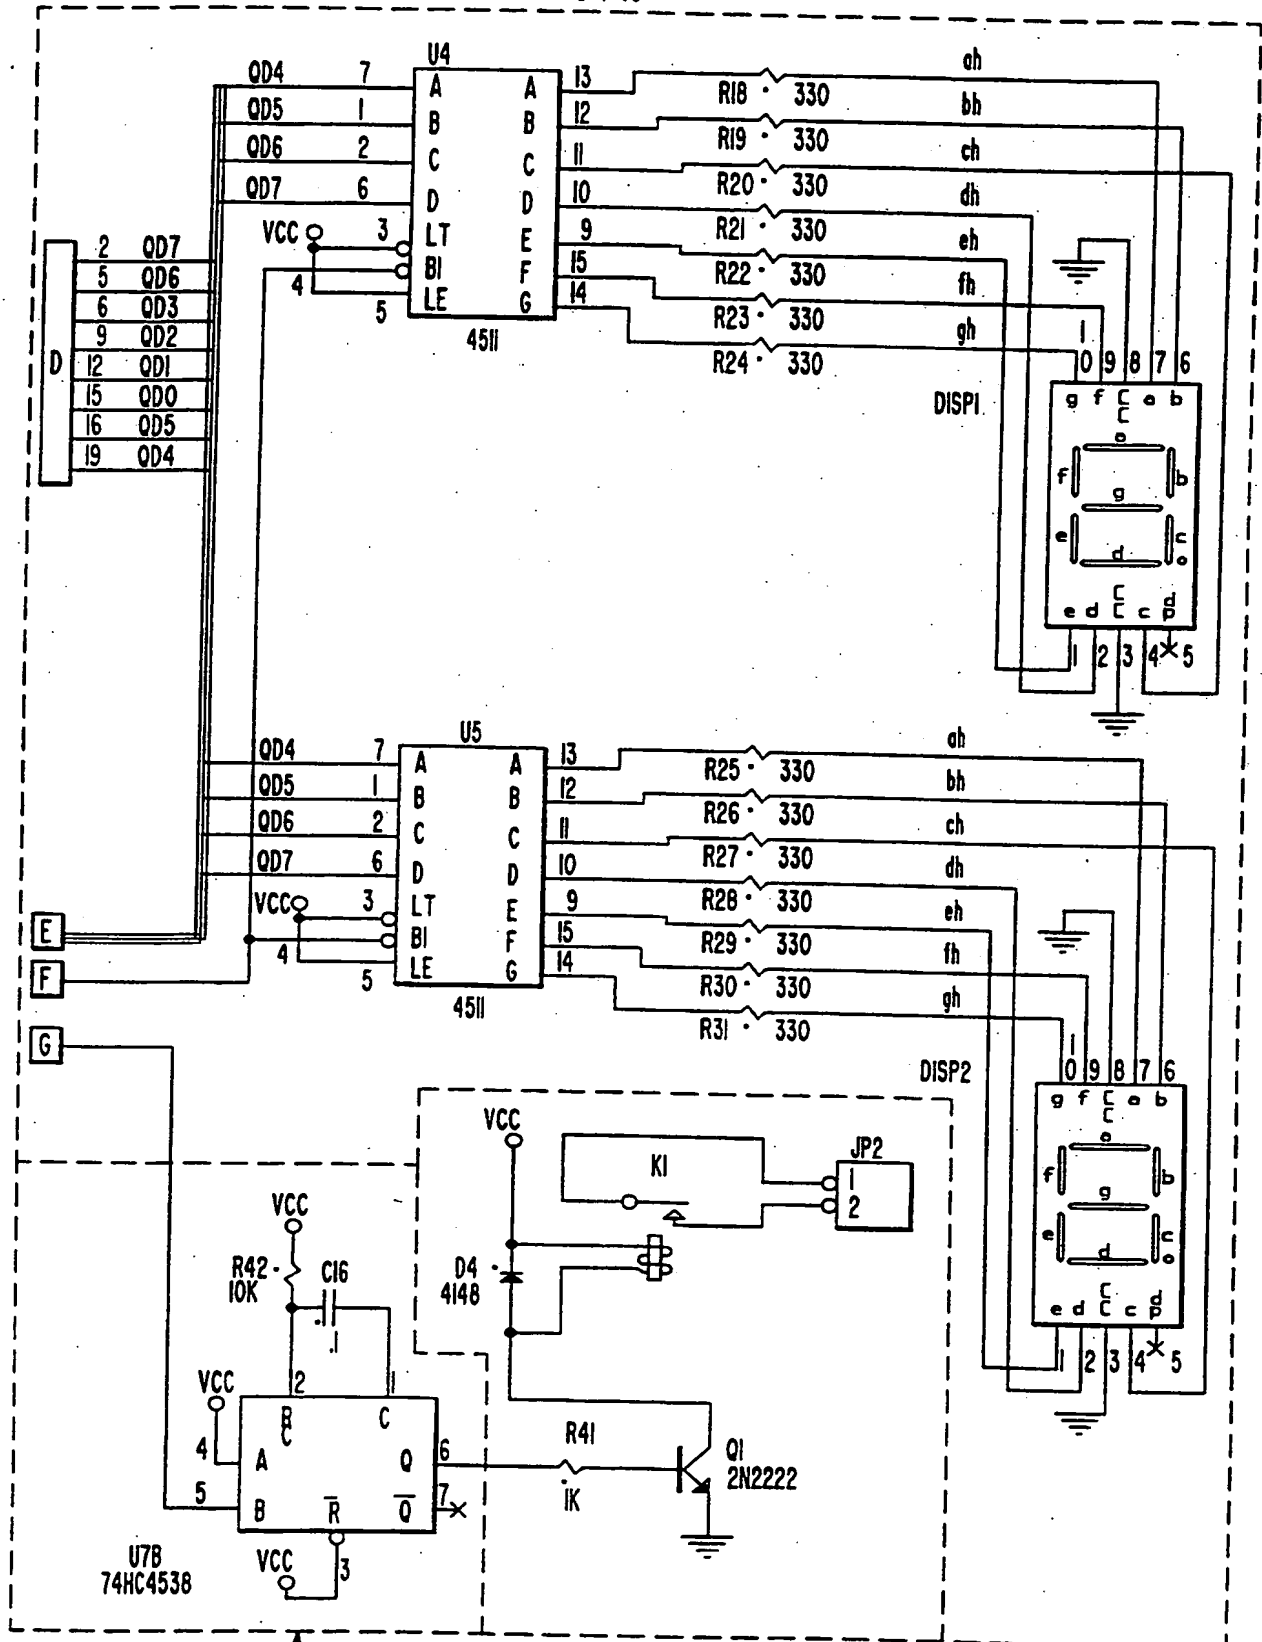 U4
QD4 7 A A 13 R18 330 ah
QD5 1 B B 12 R19 330 bh
QD6 2 C C 11 R20 330 ch
QD7 6 D D 10 R21 330 dh
VCC 3 LT E 9 R22 330 eh
BI F 15 R23 330 fh
4 5 LE G 14 R24 330 gh
4511
D
2 QD7
5 QD6
6 QD3
9 QD2
12 QD1
15 QD0
16 QD5
19 QD4
DISP1
10 9 8 7 6
g f C C a b
a
f b
g
e c
d
e d C C c dp
1 2 3 4 5
U5
QD4 7 A A 13 R25 330 ah
QD5 1 B B 12 R26 330 bh
QD6 2 C C 11 R27 330 ch
QD7 6 D D 10 R28 330 dh
VCC 3 LT E 9 R29 330 eh
BI F 15 R30 330 fh
4 5 LE G 14 R31 330 gh
4511
E
F
G
DISP2
10 9 8 7 6
g f C C a b
a
f b
g
e c
d
e d C C c dp
1 2 3 4 5
VCC
K1
JP2
1
2
D4
4148
VCC
R42
10K
C16
.1
VCC
2 1
RC C
4 A Q 6
5 B R Q 7
VCC 3
U7B
74HC4538
R41
1K
Q1
2N2222